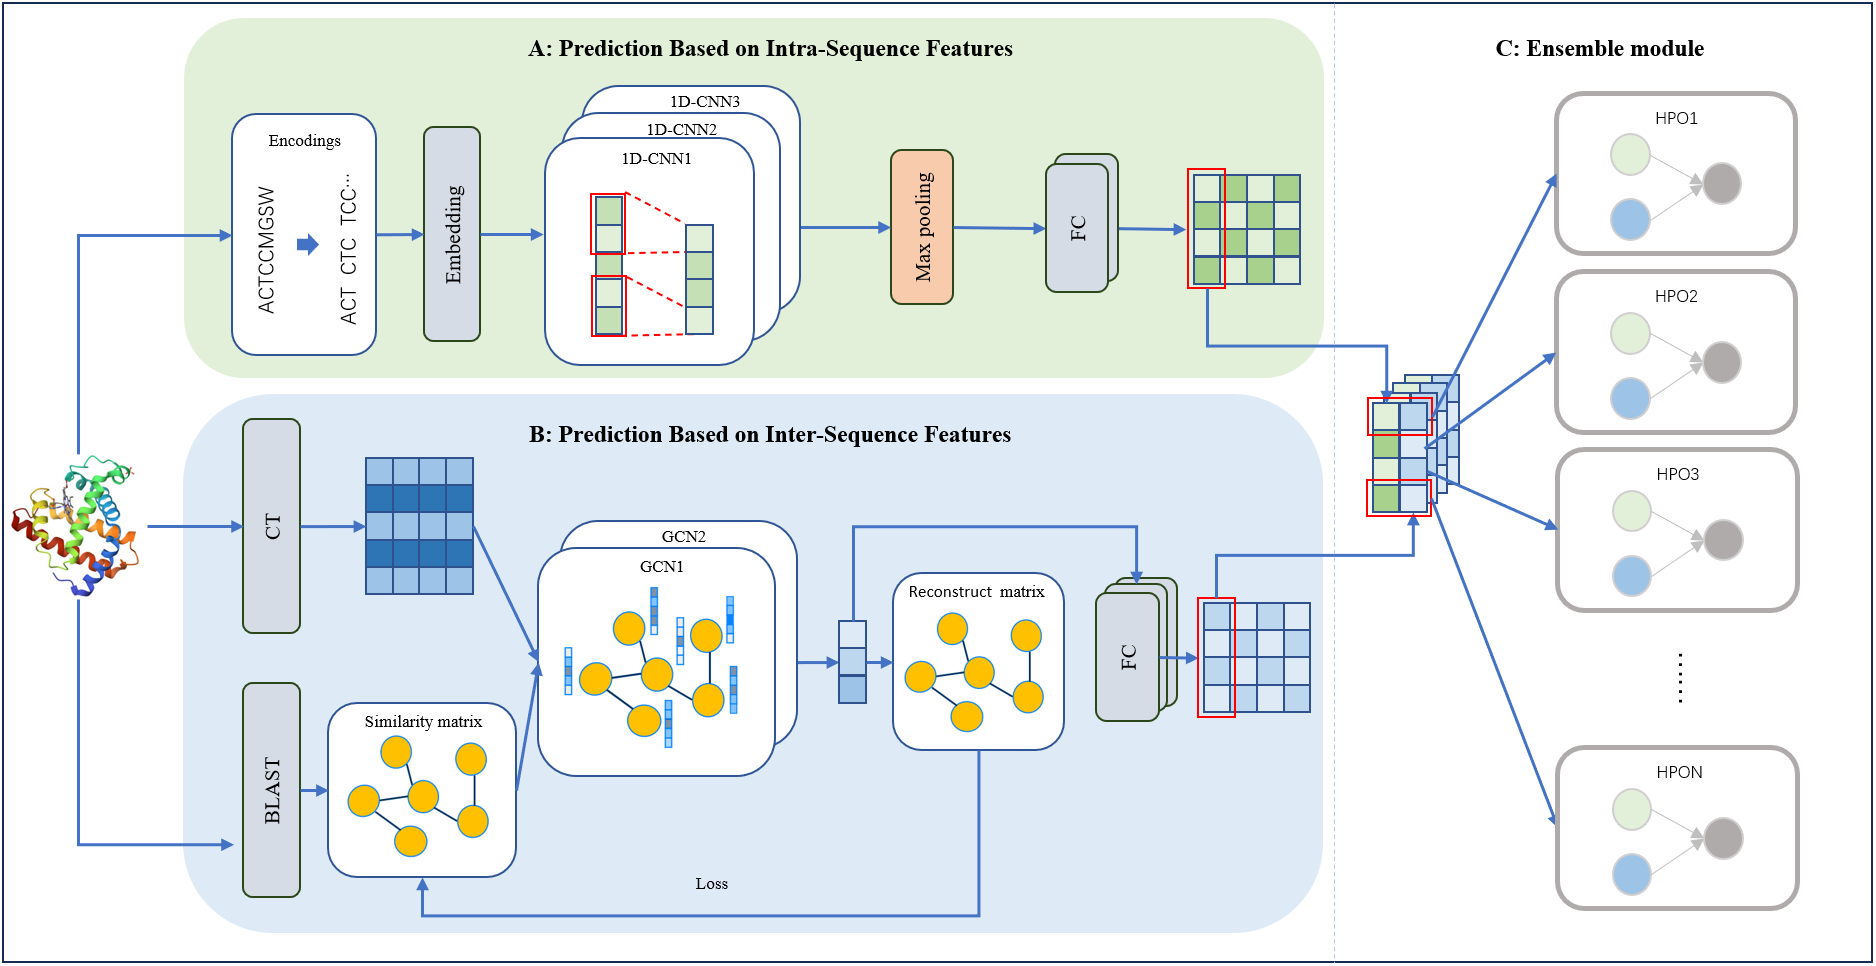 A: Prediction Based on Intra-Sequence Features
C: Ensemble module
Encodings
ACTCCMGSW
ACT CTC TCC...
Embedding
1D-CNN3
1D-CNN2
1D-CNN1
Max pooling
FC
HPO1
HPO2
HPO3
......
HPON
B: Prediction Based on Inter-Sequence Features
CT
BLAST
Similarity matrix
GCN2
GCN1
Reconstruct matrix
FC
Loss